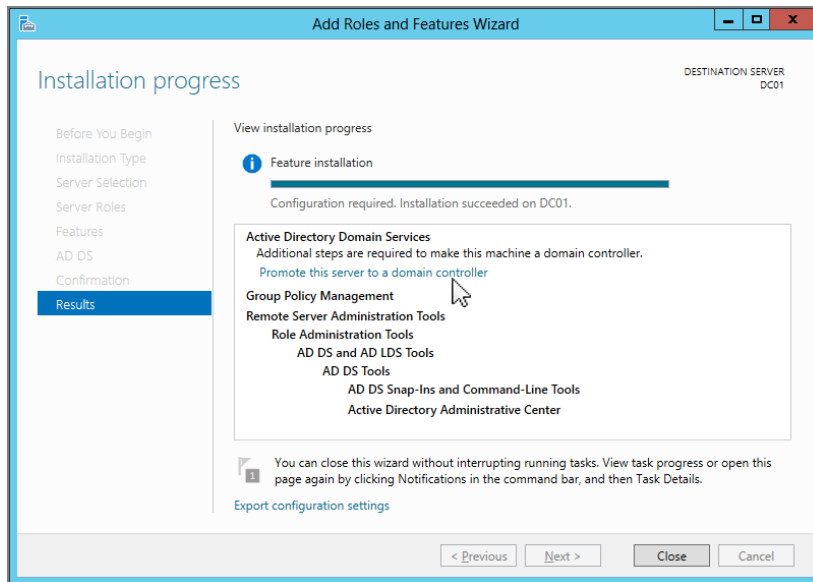 Add Roles and Features Wizard
Installation progress
DESTINATION SERVER
DC01
Before You Begin
Installation Type
Server Selection
Server Roles
Features
AD DS
Confirmation
Results
View installation progress
Feature installation
Configuration required. Installation succeeded on DC01.
Active Directory Domain Services
Additional steps are required to make this machine a domain controller.
Promote this server to a domain controller
Group Policy Management
Remote Server Administration Tools
Role Administration Tools
AD DS and AD LDS Tools
AD DS Tools
AD DS Snap-Ins and Command-Line Tools
Active Directory Administrative Center
1
You can close this wizard without interrupting running tasks. View task progress or open this
page again by clicking Notifications in the command bar, and then Task Details.
Export configuration settings
< Previous
Next >
Close
Cancel